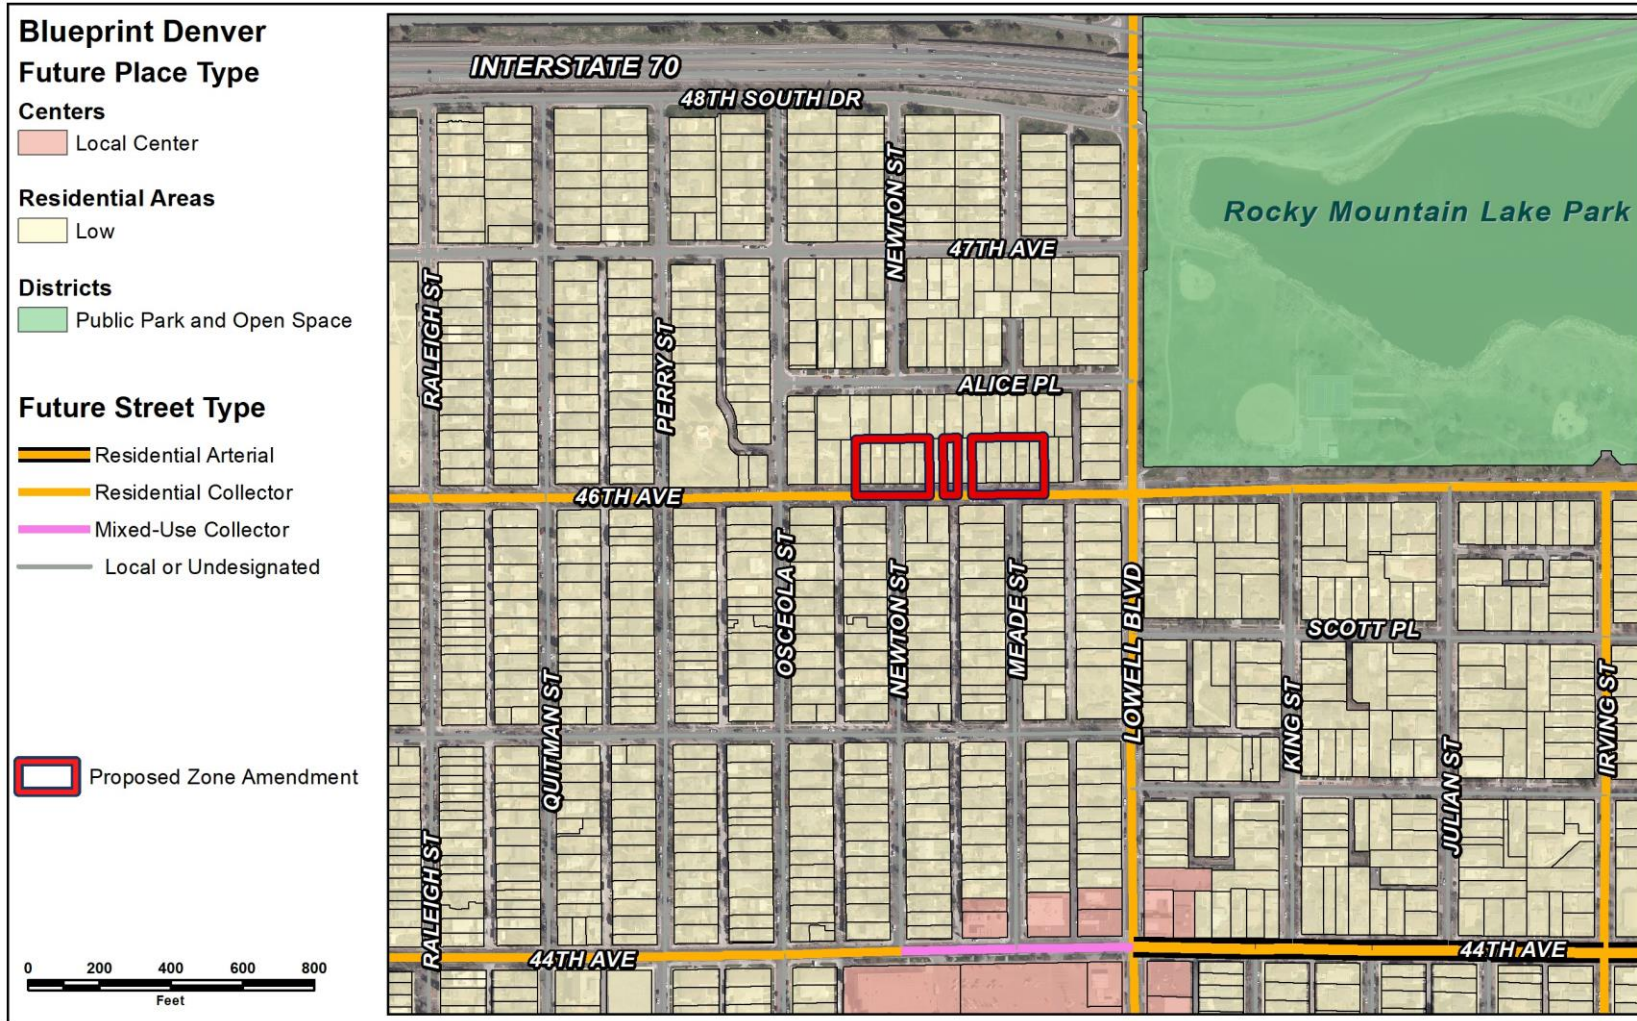 Blueprint Denver
Future Place Type
Centers
Local Center
Residential Areas
Low
Districts
Public Park and Open Space
Future Street Type
Residential Arterial
Residential Collector
Mixed-Use Collector
Local or Undesignated
Proposed Zone Amendment
0 200 400 600 800
Feet
INTERSTATE 70
48TH SOUTH DR
NEWTON ST
Rocky Mountain Lake Park
47TH AVE
RALEIGH ST
PERRY ST
ALICE PL
46TH AVE
OSCEOLA ST
NEWTON ST
MEADE ST
LOWELL BLVD
SCOTT PL
QUITMAN ST
KING ST
JULIAN ST
IRVING ST
RALEIGH ST
44TH AVE
44TH AVE